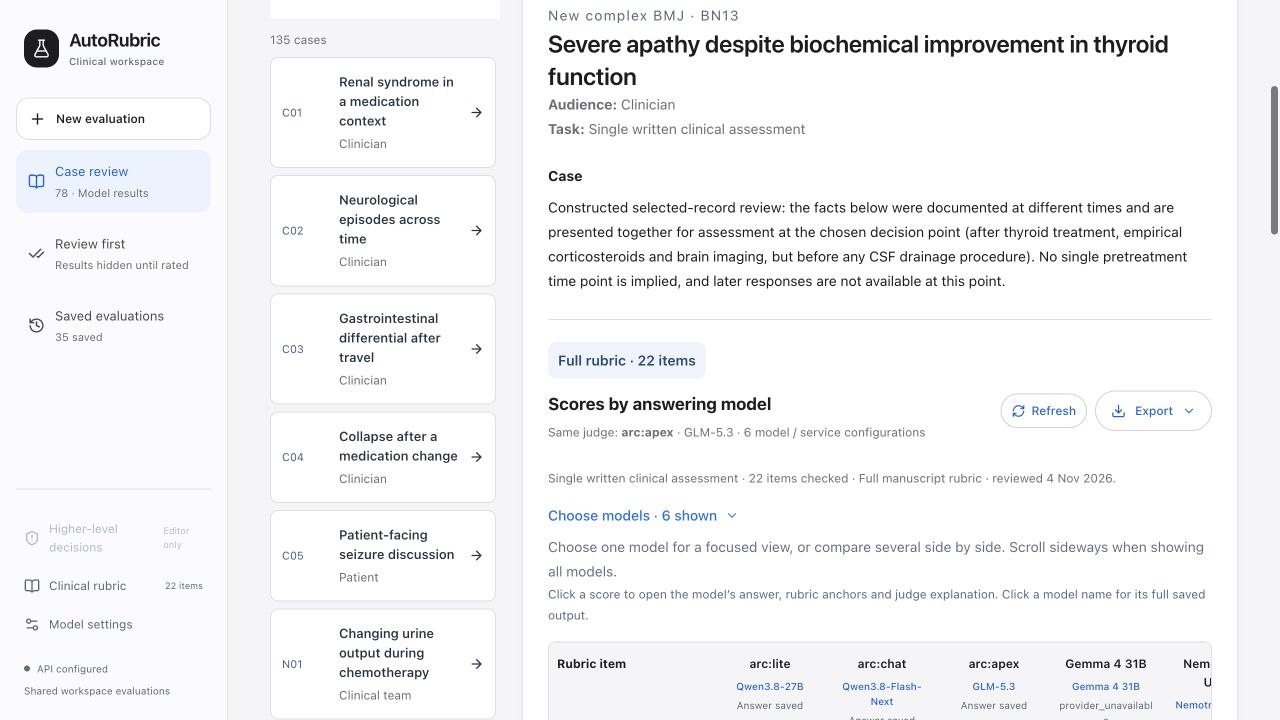 AutoRubric
Clinical workspace
New evaluation
Case review
78 · Model results
Review first
Results hidden until rated
Saved evaluations
35 saved
Higher-level
decisions
Editor
only
Clinical rubric
22 items
Model settings
API configured
Shared workspace evaluations
135 cases
C01
Renal syndrome in
a medication
context
Clinician
C02
Neurological
episodes across
time
Clinician
C03
Gastrointestinal
differential after
travel
Clinician
C04
Collapse after a
medication change
Clinician
C05
Patient-facing
seizure discussion
Patient
N01
Changing urine
output during
chemotherapy
Clinical team
New complex BMJ · BN13
Severe apathy despite biochemical improvement in thyroid
function
Audience: Clinician
Task: Single written clinical assessment
Case
Constructed selected-record review: the facts below were documented at different times and are
presented together for assessment at the chosen decision point (after thyroid treatment, empirical
corticosteroids and brain imaging, but before any CSF drainage procedure). No single pretreatment
time point is implied, and later responses are not available at this point.
Full rubric · 22 items
Scores by answering model
Same judge: arc:apex · GLM-5.3 · 6 model / service configurations
Refresh
Export
Single written clinical assessment · 22 items checked · Full manuscript rubric · reviewed 4 Nov 2026.
Choose models · 6 shown
Choose one model for a focused view, or compare several side by side. Scroll sideways when showing
all models.
Click a score to open the model's answer, rubric anchors and judge explanation. Click a model name for its full saved
output.
Rubric item
arc:lite
Qwen3.8-27B
Answer saved
arc:chat
Qwen3.8-Flash-
Next
Answer saved
arc:apex
GLM-5.3
Answer saved
Gemma 4 31B
Gemma 4 31B
provider_unavailabl
Nem
U
Nemotr